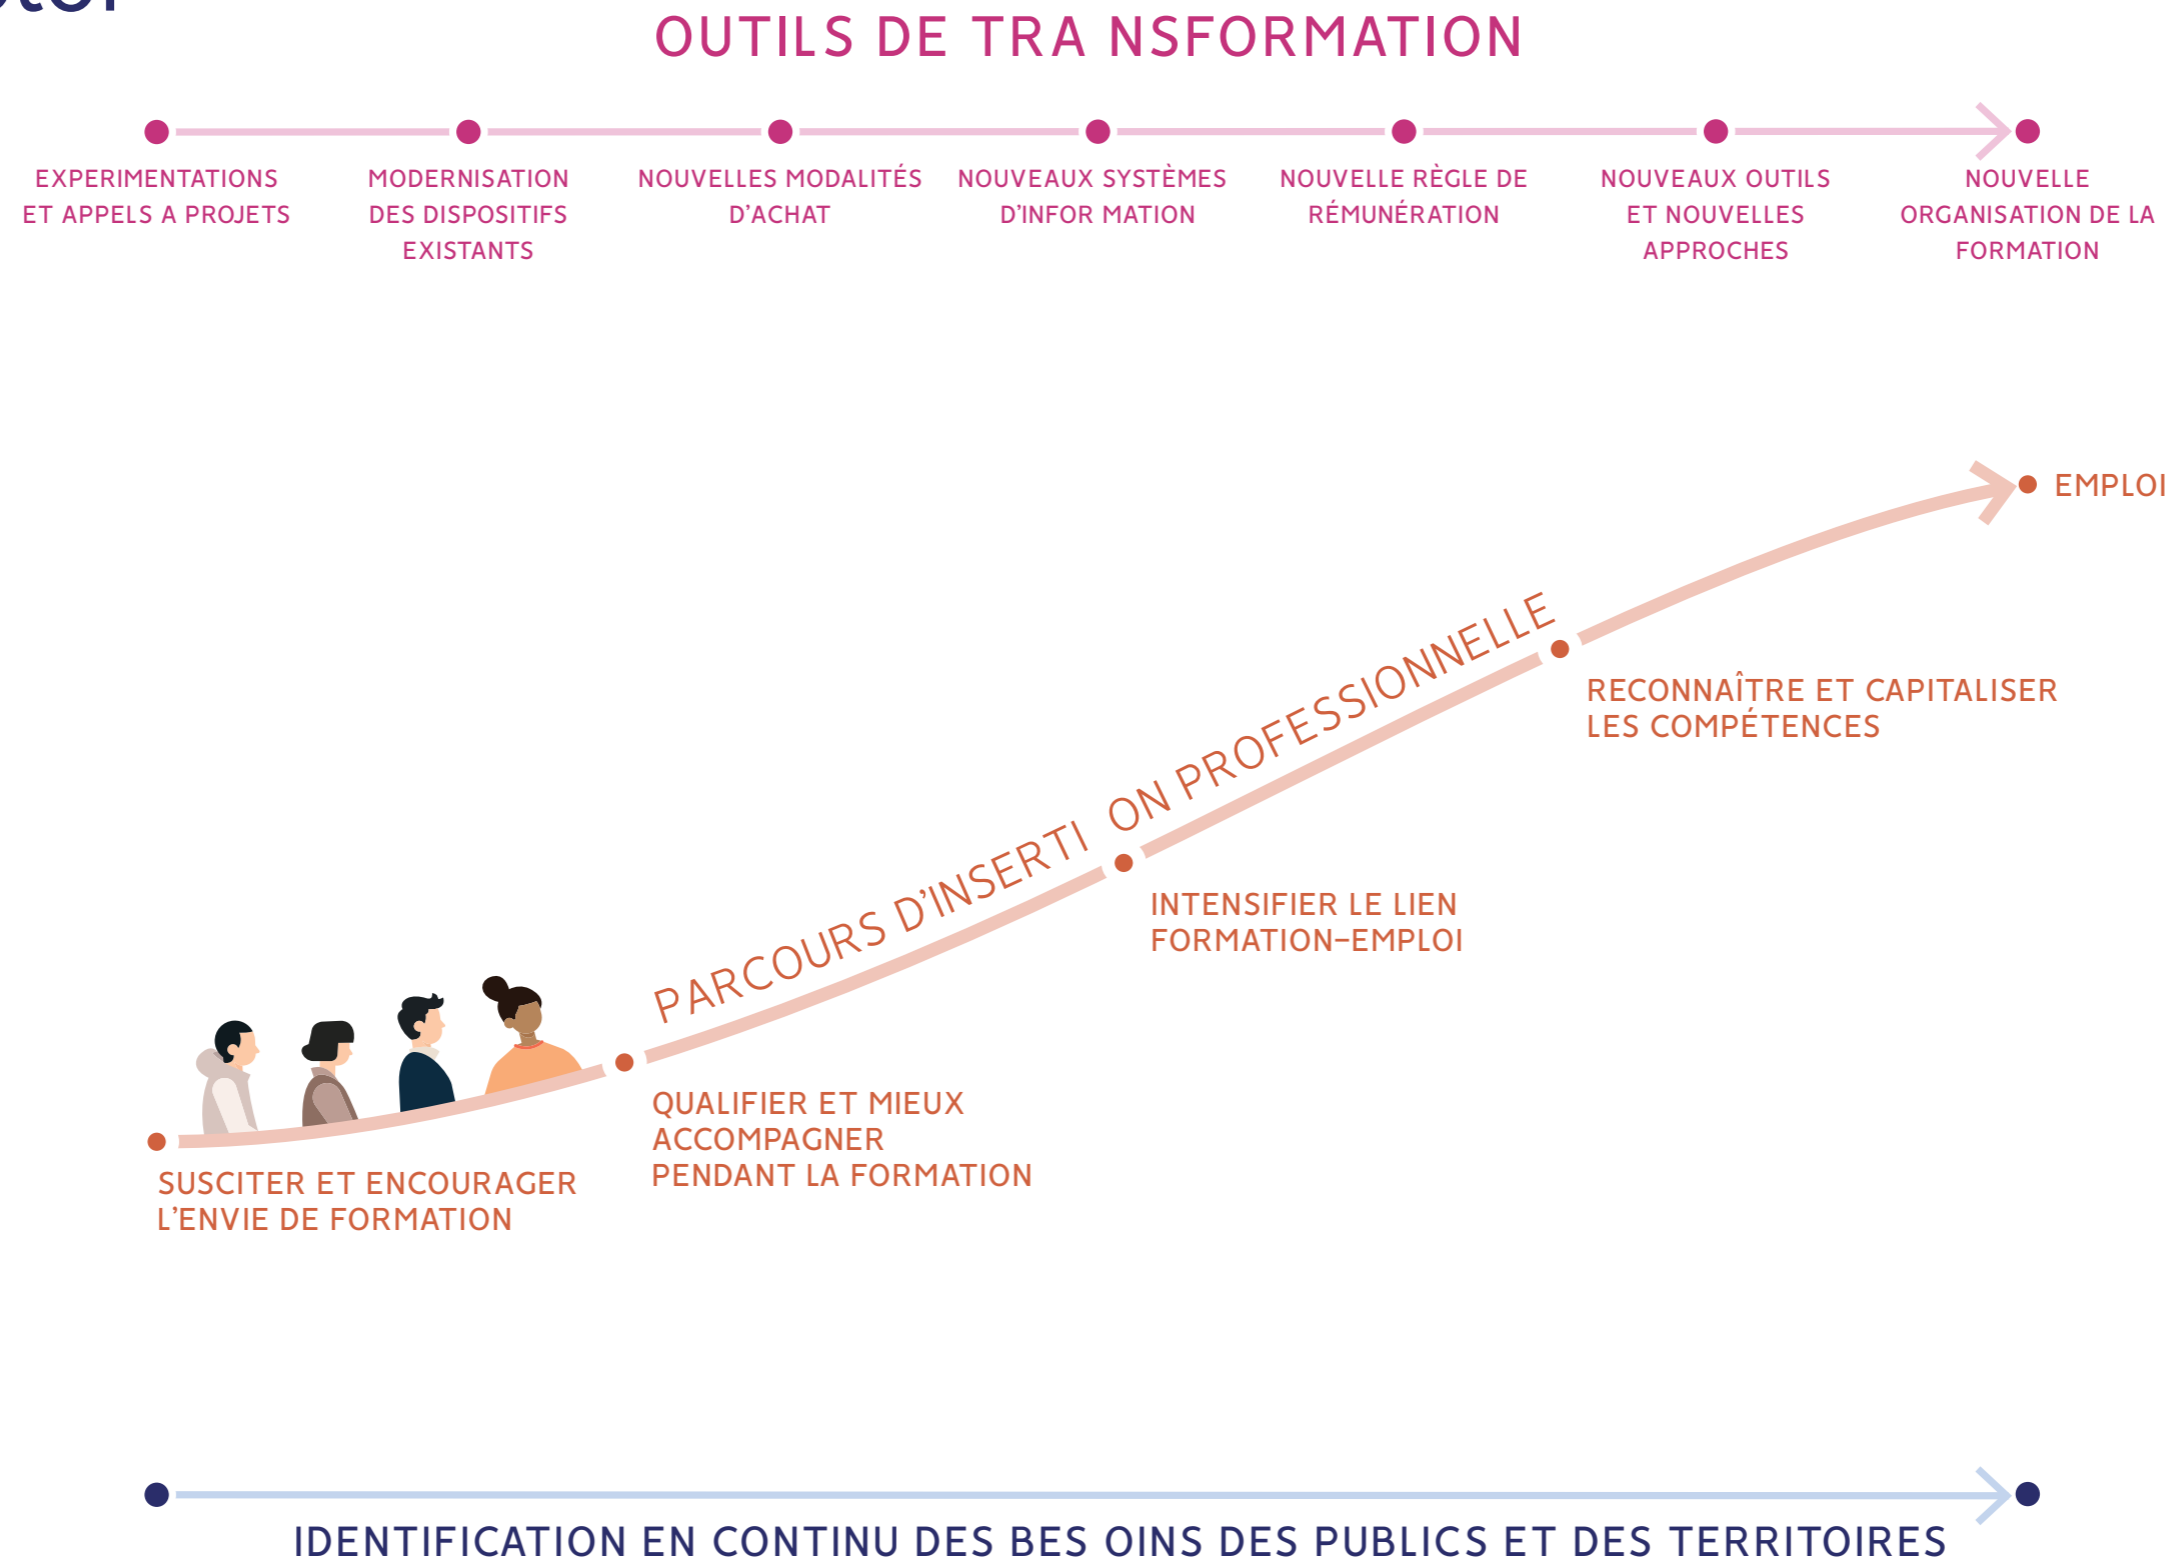 OUTILS DE TRA NSFORMATION
EXPERIMENTATIONS
ET APPELS A PROJETS
MODERNISATION
DES DISPOSITIFS
EXISTANTS
NOUVELLES MODALITÉS
D'ACHAT
NOUVEAUX SYSTÈMES
D'INFOR MATION
NOUVELLE RÈGLE DE
RÉMUNÉRATION
NOUVEAUX OUTILS
ET NOUVELLES
APPROCHES
NOUVELLE
ORGANISATION DE LA
FORMATION
EMPLOI
PARCOURS D'INSERTI ON PROFESSIONNELLE
RECONNAÎTRE ET CAPITALISER
LES COMPÉTENCES
INTENSIFIER LE LIEN
FORMATION–EMPLOI
QUALIFIER ET MIEUX
ACCOMPAGNER
PENDANT LA FORMATION
SUSCITER ET ENCOURAGER
L'ENVIE DE FORMATION
IDENTIFICATION EN CONTINU DES BES OINS DES PUBLICS ET DES TERRITOIRES